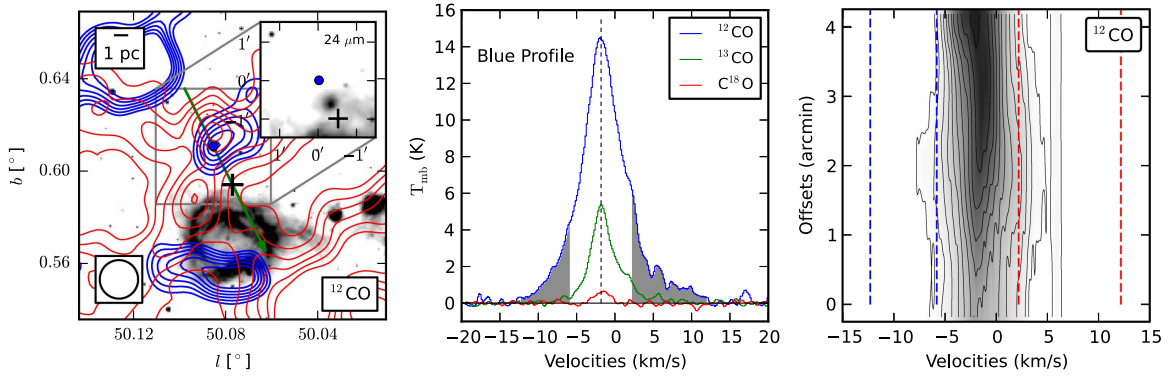 1 pc
24 μm
1′
0′
−1′
1′ 0′ −1′
0.64
0.60
0.56
b [°]
50.12 50.08 50.04
l [°]
¹²CO
16
14
12
10
8
6
4
2
0
T_mb (K)
Blue Profile
¹²CO
¹³CO
C¹⁸O
−20 −15 −10 −5 0 5 10 15 20
Velocities (km/s)
4
3
2
1
0
Offsets (arcmin)
¹²CO
−15 −10 −5 0 5 10 15
Velocities (km/s)